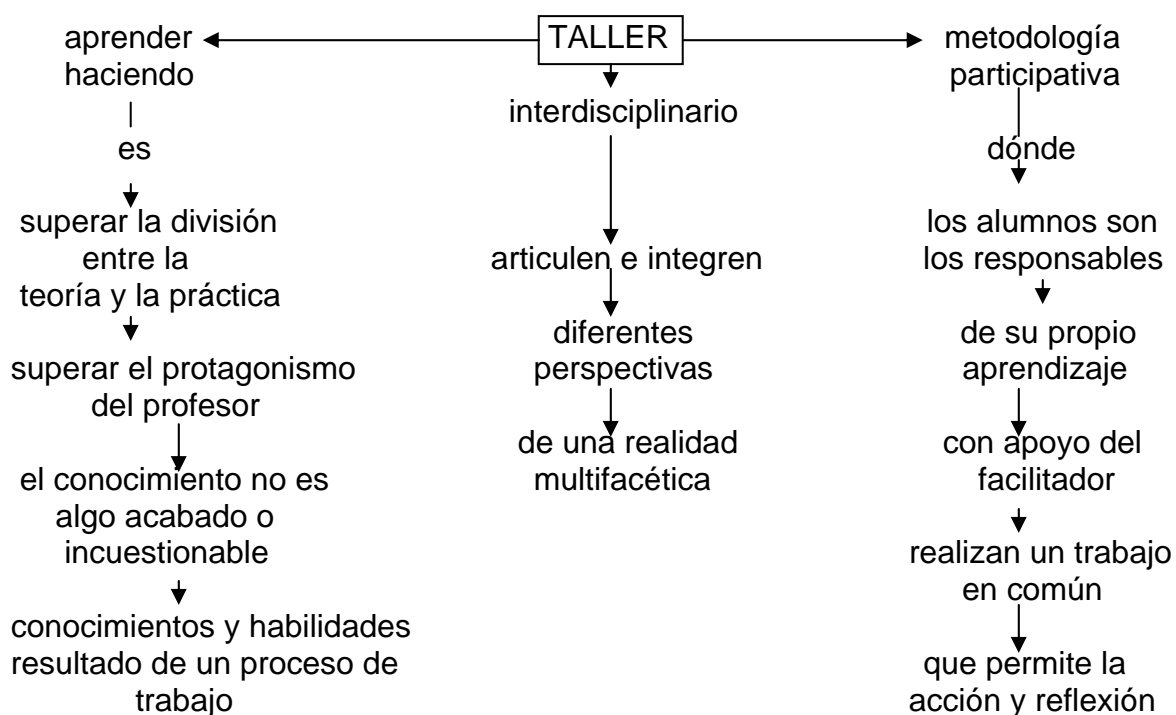 TALLER
aprender
haciendo
es
superar la división
entre la
teoría y la práctica
superar el protagonismo
del profesor
el conocimiento no es
algo acabado o
incuestionable
conocimientos y habilidades
resultado de un proceso de
trabajo
interdisciplinario
articulen e integren
diferentes
perspectivas
de una realidad
multifacética
metodología
participativa
dónde
los alumnos son
los responsables
de su propio
aprendizaje
con apoyo del
facilitador
realizan un trabajo
en común
que permite la
acción y reflexión